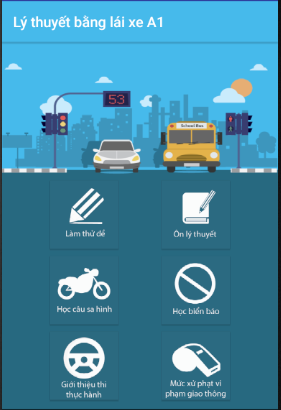 Lý thuyết bằng lái xe A1
53
School Bus
Làm thử đề
Ôn lý thuyết
Học câu sa hình
Học biển báo
Giới thiệu thi
thực hành
Mức xử phạt vi
phạm giao thông